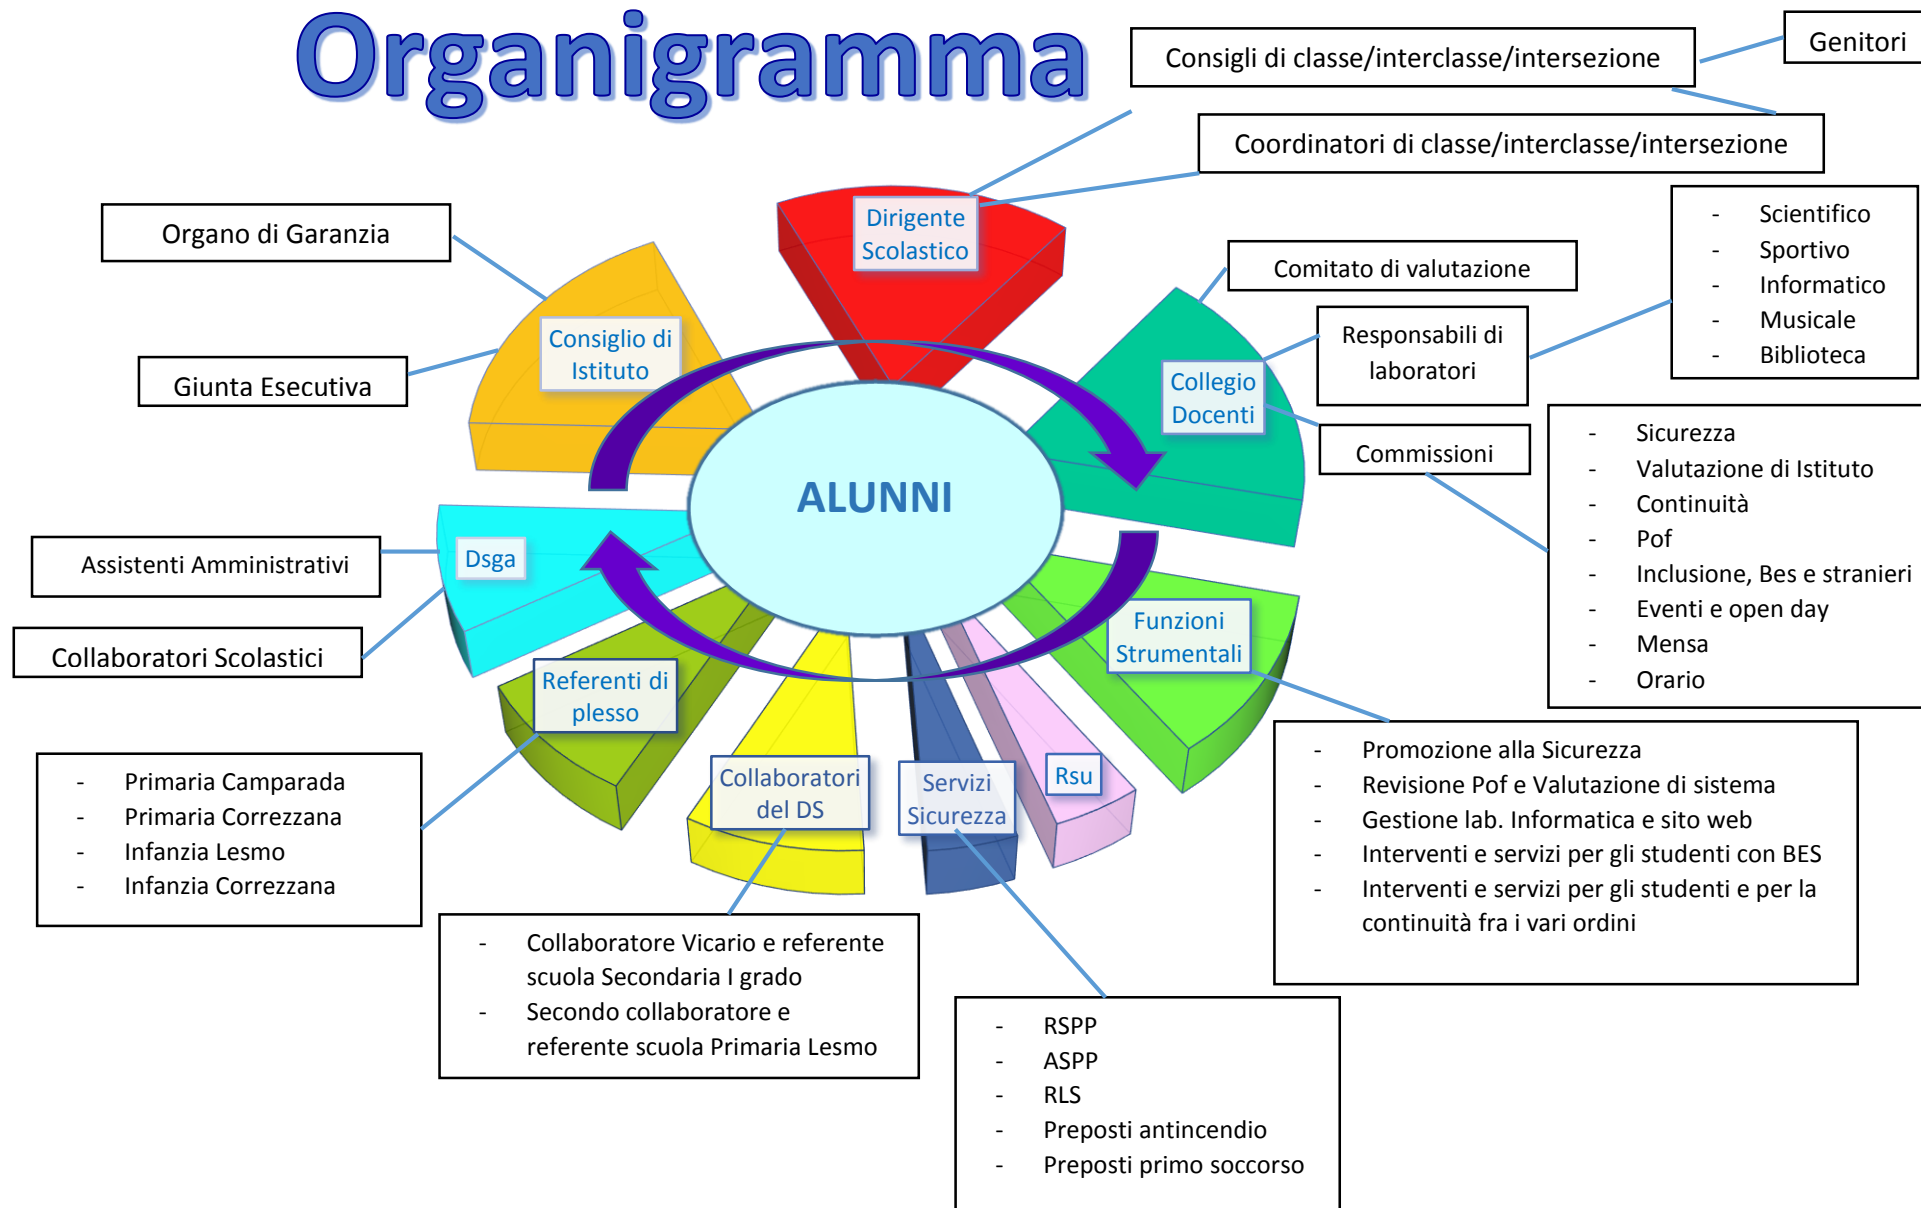 Organigramma
Consigli di classe/interclasse/intersezione
Genitori
Coordinatori di classe/interclasse/intersezione
Dirigente
Scolastico
Organo di Garanzia
Consiglio di
Istituto
Giunta Esecutiva
Comitato di valutazione
Responsabili di
laboratori
- Scientifico
- Sportivo
- Informatico
- Musicale
- Biblioteca
Collegio
Docenti
Commissioni
- Sicurezza
- Valutazione di Istituto
- Continuità
- Pof
- Inclusione, Bes e stranieri
- Eventi e open day
- Mensa
- Orario
ALUNNI
Assistenti Amministrativi
Dsga
Collaboratori Scolastici
Funzioni
Strumentali
- Promozione alla Sicurezza
- Revisione Pof e Valutazione di sistema
- Gestione lab. Informatica e sito web
- Interventi e servizi per gli studenti con BES
- Interventi e servizi per gli studenti e per la
continuità fra i vari ordini
Referenti di
plesso
- Primaria Camparada
- Primaria Correzzana
- Infanzia Lesmo
- Infanzia Correzzana
Collaboratori
del DS
- Collaboratore Vicario e referente
scuola Secondaria I grado
- Secondo collaboratore e
referente scuola Primaria Lesmo
Servizi
Sicurezza
Rsu
- RSPP
- ASPP
- RLS
- Preposti antincendio
- Preposti primo soccorso